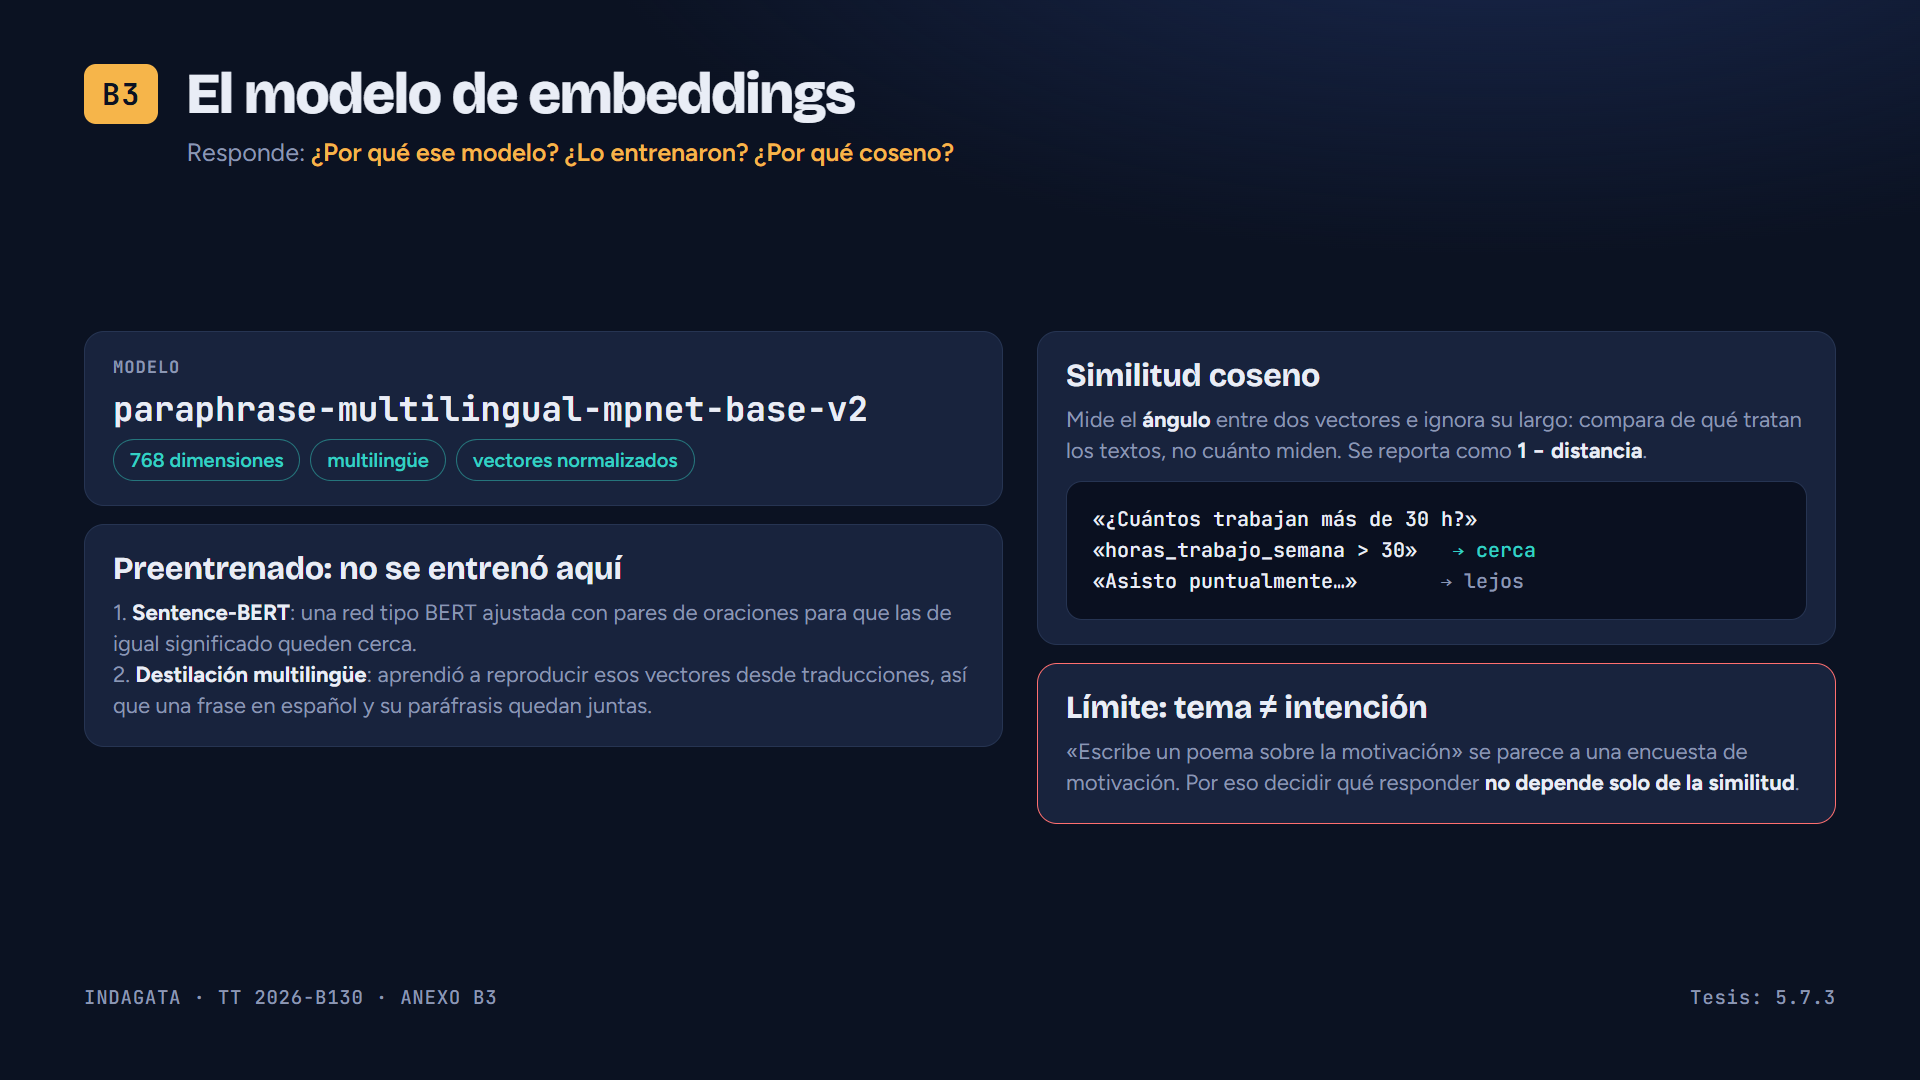 B3
El modelo de embeddings
Responde: ¿Por qué ese modelo? ¿Lo entrenaron? ¿Por qué coseno?
MODELO
paraphrase-multilingual-mpnet-base-v2
768 dimensiones
multilingüe
vectores normalizados
Preentrenado: no se entrenó aquí
1. Sentence-BERT: una red tipo BERT ajustada con pares de oraciones para que las de
igual significado queden cerca.
2. Destilación multilingüe: aprendió a reproducir esos vectores desde traducciones, así
que una frase en español y su paráfrasis quedan juntas.
Similitud coseno
Mide el ángulo entre dos vectores e ignora su largo: compara de qué tratan
los textos, no cuánto miden. Se reporta como 1 − distancia.
«¿Cuántos trabajan más de 30 h?»
«horas_trabajo_semana > 30» → cerca
«Asisto puntualmente…» → lejos
Límite: tema ≠ intención
«Escribe un poema sobre la motivación» se parece a una encuesta de
motivación. Por eso decidir qué responder no depende solo de la similitud.
INDAGATA · TT 2026-B130 · ANEXO B3
Tesis: 5.7.3